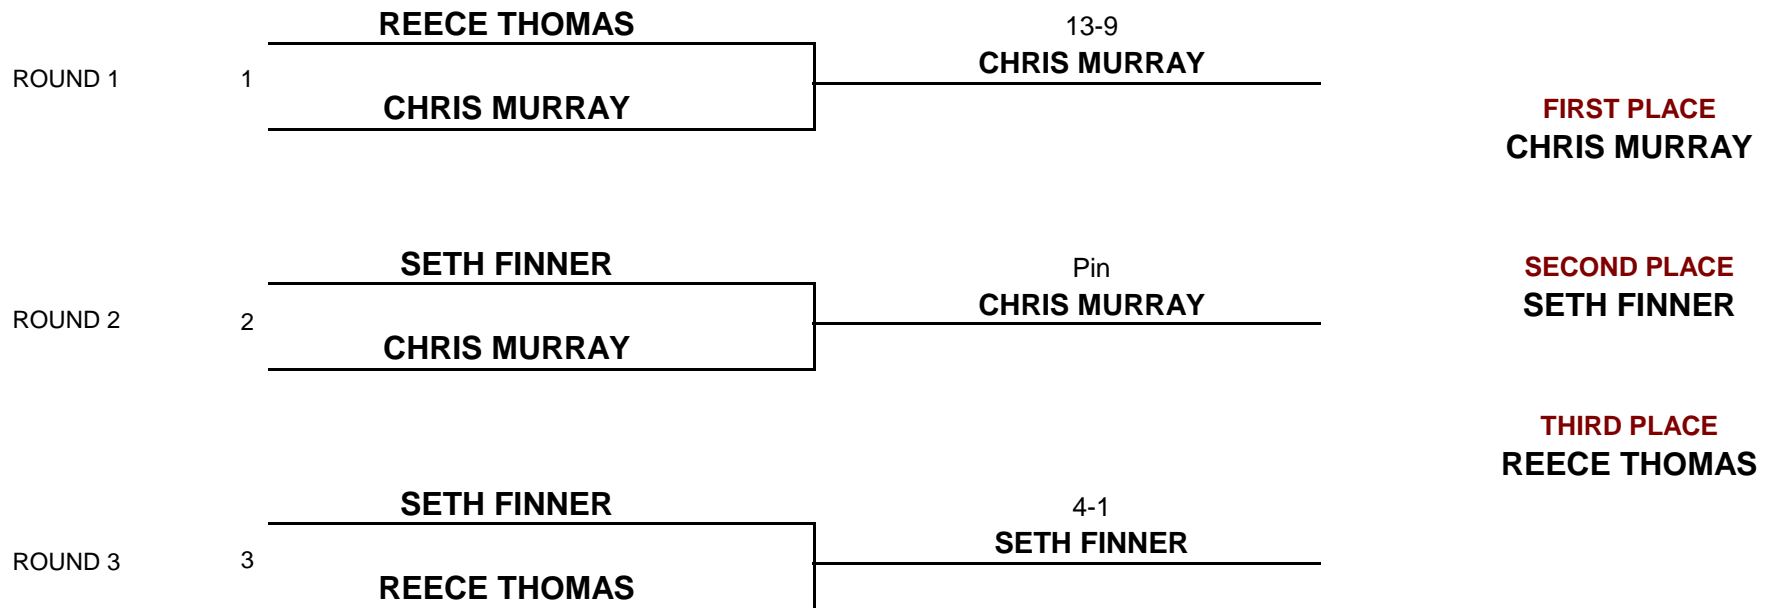 REECE THOMAS
13-9
CHRIS MURRAY
ROUND 1
1
CHRIS MURRAY
FIRST PLACE
CHRIS MURRAY
SETH FINNER
Pin
CHRIS MURRAY
ROUND 2
2
CHRIS MURRAY
SECOND PLACE
SETH FINNER
THIRD PLACE
REECE THOMAS
SETH FINNER
4-1
SETH FINNER
ROUND 3
3
REECE THOMAS